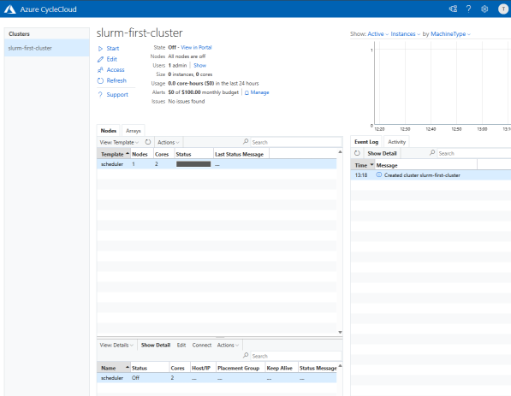 Azure CycleCloud
Clusters
slurm-first-cluster
slurm-first-cluster
Start
Edit
Access
Refresh
Support
State Off - View in Portal
Nodes All nodes are off
Users 1 admin | Show
Size 0 instances, 0 cores
Usage 0.0 core-hours ($0) in the last 24 hours
Alerts $0 of $100.00 monthly budget | Manage
Issues No issues found
Show: Active Instances by MachineType
1
0
12:20 12:30 12:40 12:50 13:00 13:10
Nodes Arrays
View Template Actions Search
Template Nodes Cores Status Last Status Message
scheduler 1 2 --
Event Log Activity
Show Detail Search
Time Message
13:18 Created cluster slurm-first-cluster
View Details Show Detail Edit Connect Actions
Search
Name Status Cores Host/IP Placement Group Keep Alive Status Message
scheduler Off 2 -- -- -- --